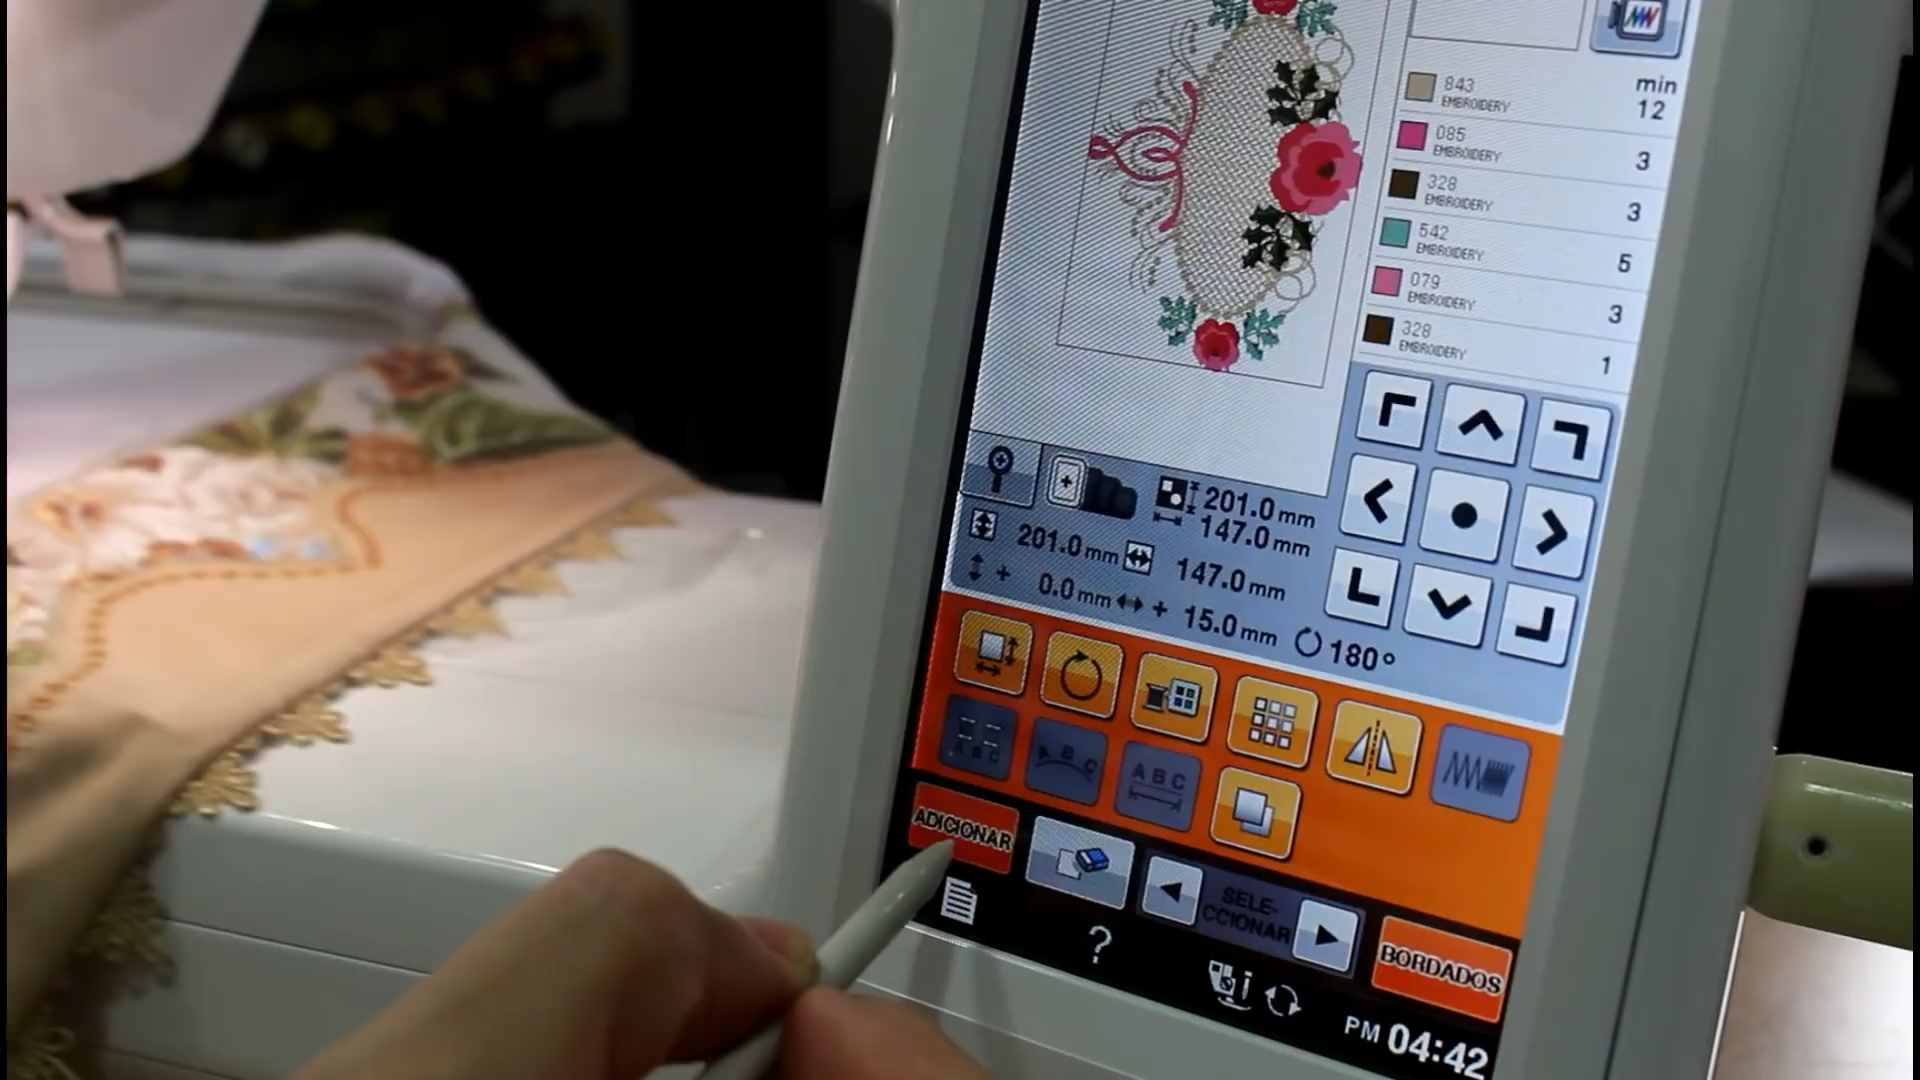 min
843
EMBROIDERY
12
085
EMBROIDERY
3
328
EMBROIDERY
3
542
EMBROIDERY
5
079
EMBROIDERY
3
328
EMBROIDERY
1
201.0 mm
147.0 mm
201.0 mm
147.0 mm
+ 0.0 mm
+ 15.0 mm
180°
A B C
A B C
A B C
ADICIONAR
SELE-
CCIONAR
BORDADOS
?
PM 04:42